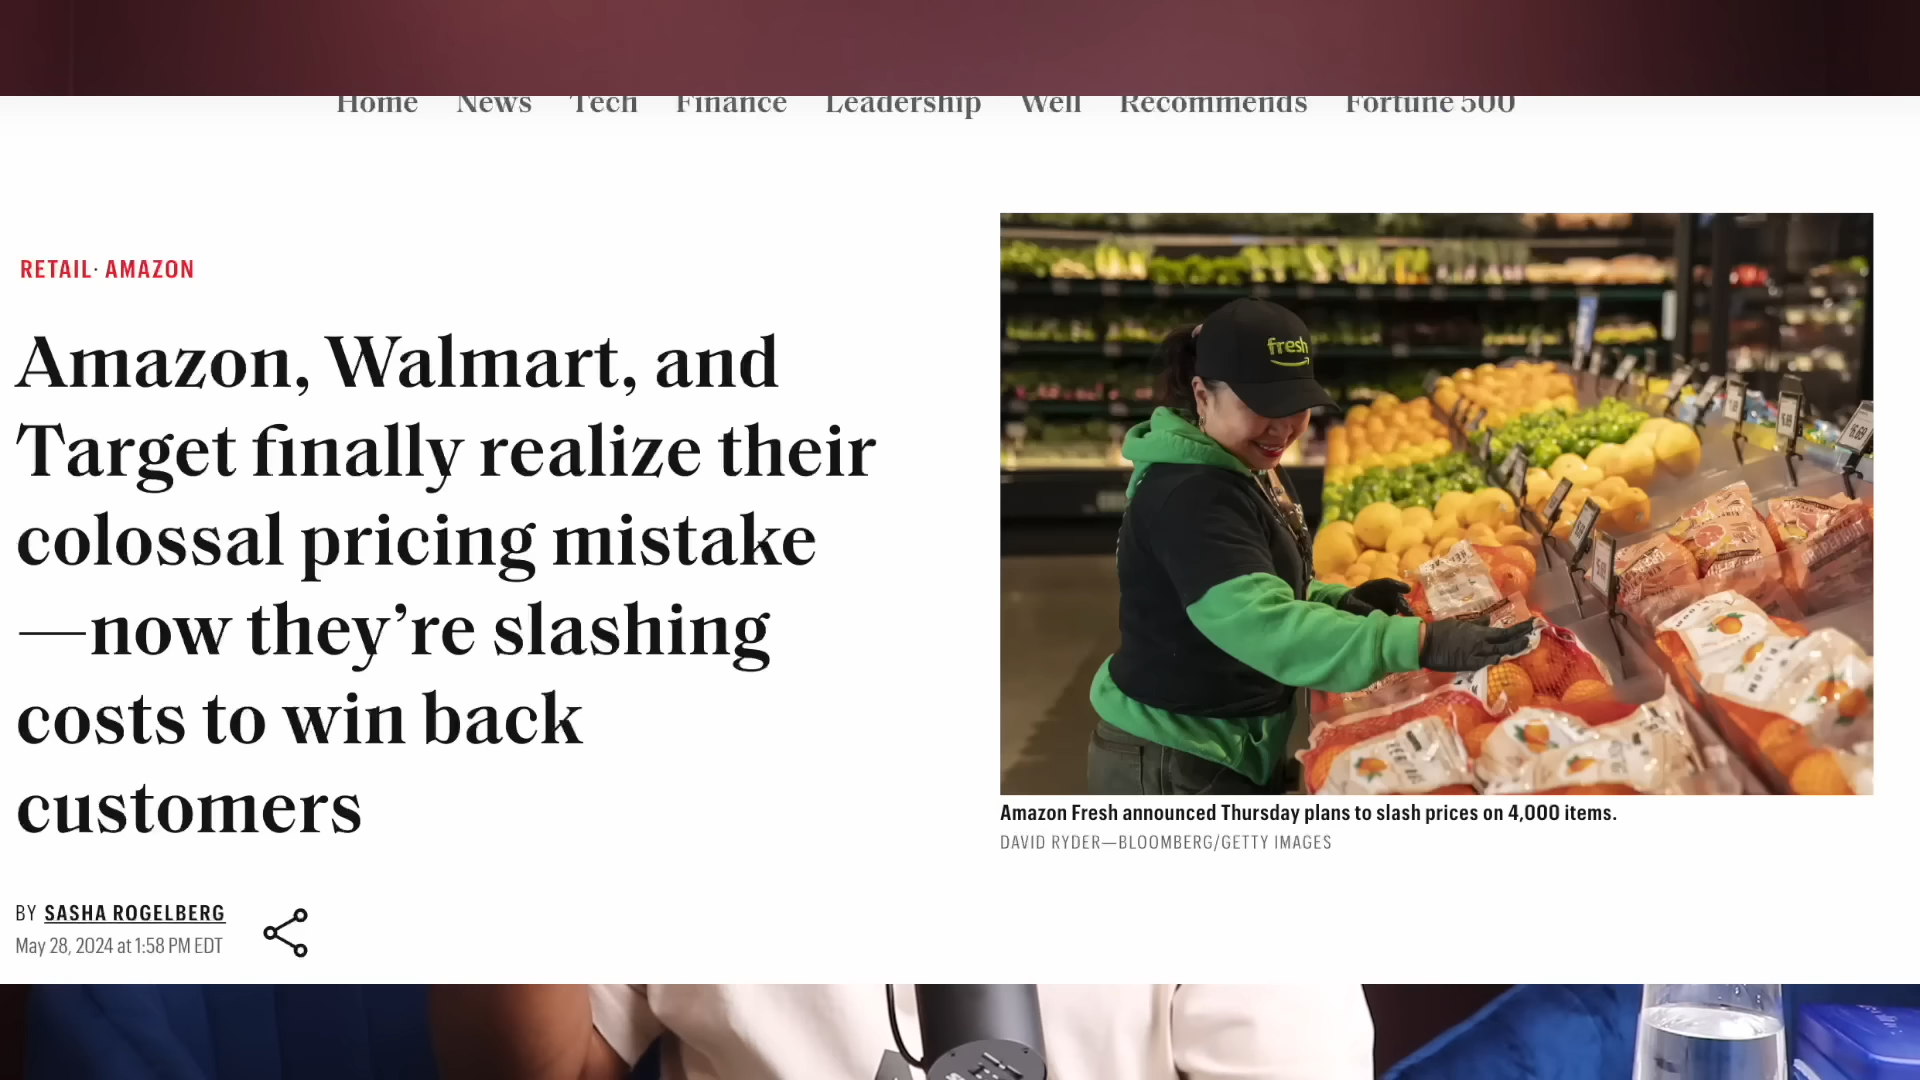 Home News Tech Finance Leadership Well Recommends Fortune 500
RETAIL· AMAZON
Amazon, Walmart, and
Target finally realize their
colossal pricing mistake
—now they’re slashing
costs to win back
customers
BY SASHA ROGELBERG
May 28, 2024 at 1:58 PM EDT
fresh
Amazon Fresh announced Thursday plans to slash prices on 4,000 items.
DAVID RYDER—BLOOMBERG/GETTY IMAGES